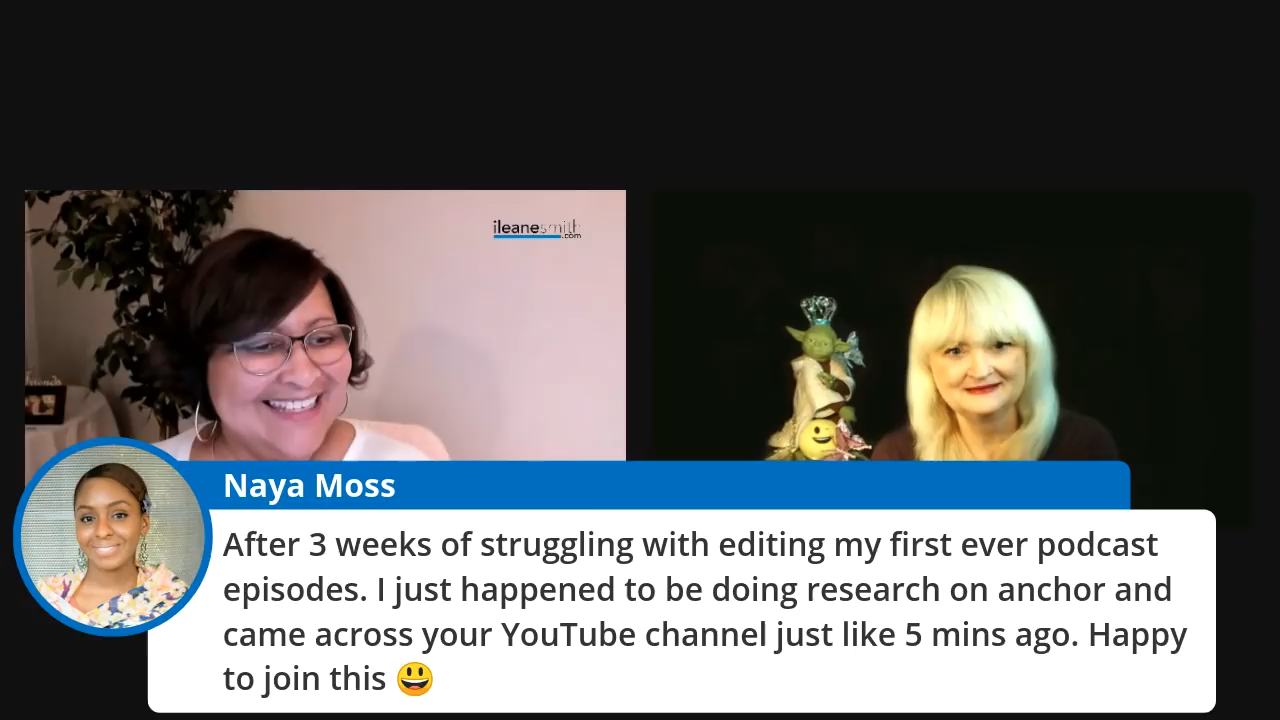 ileanesmith
.com
Naya Moss
After 3 weeks of struggling with editing my first ever podcast
episodes. I just happened to be doing research on anchor and
came across your YouTube channel just like 5 mins ago. Happy
to join this 😃